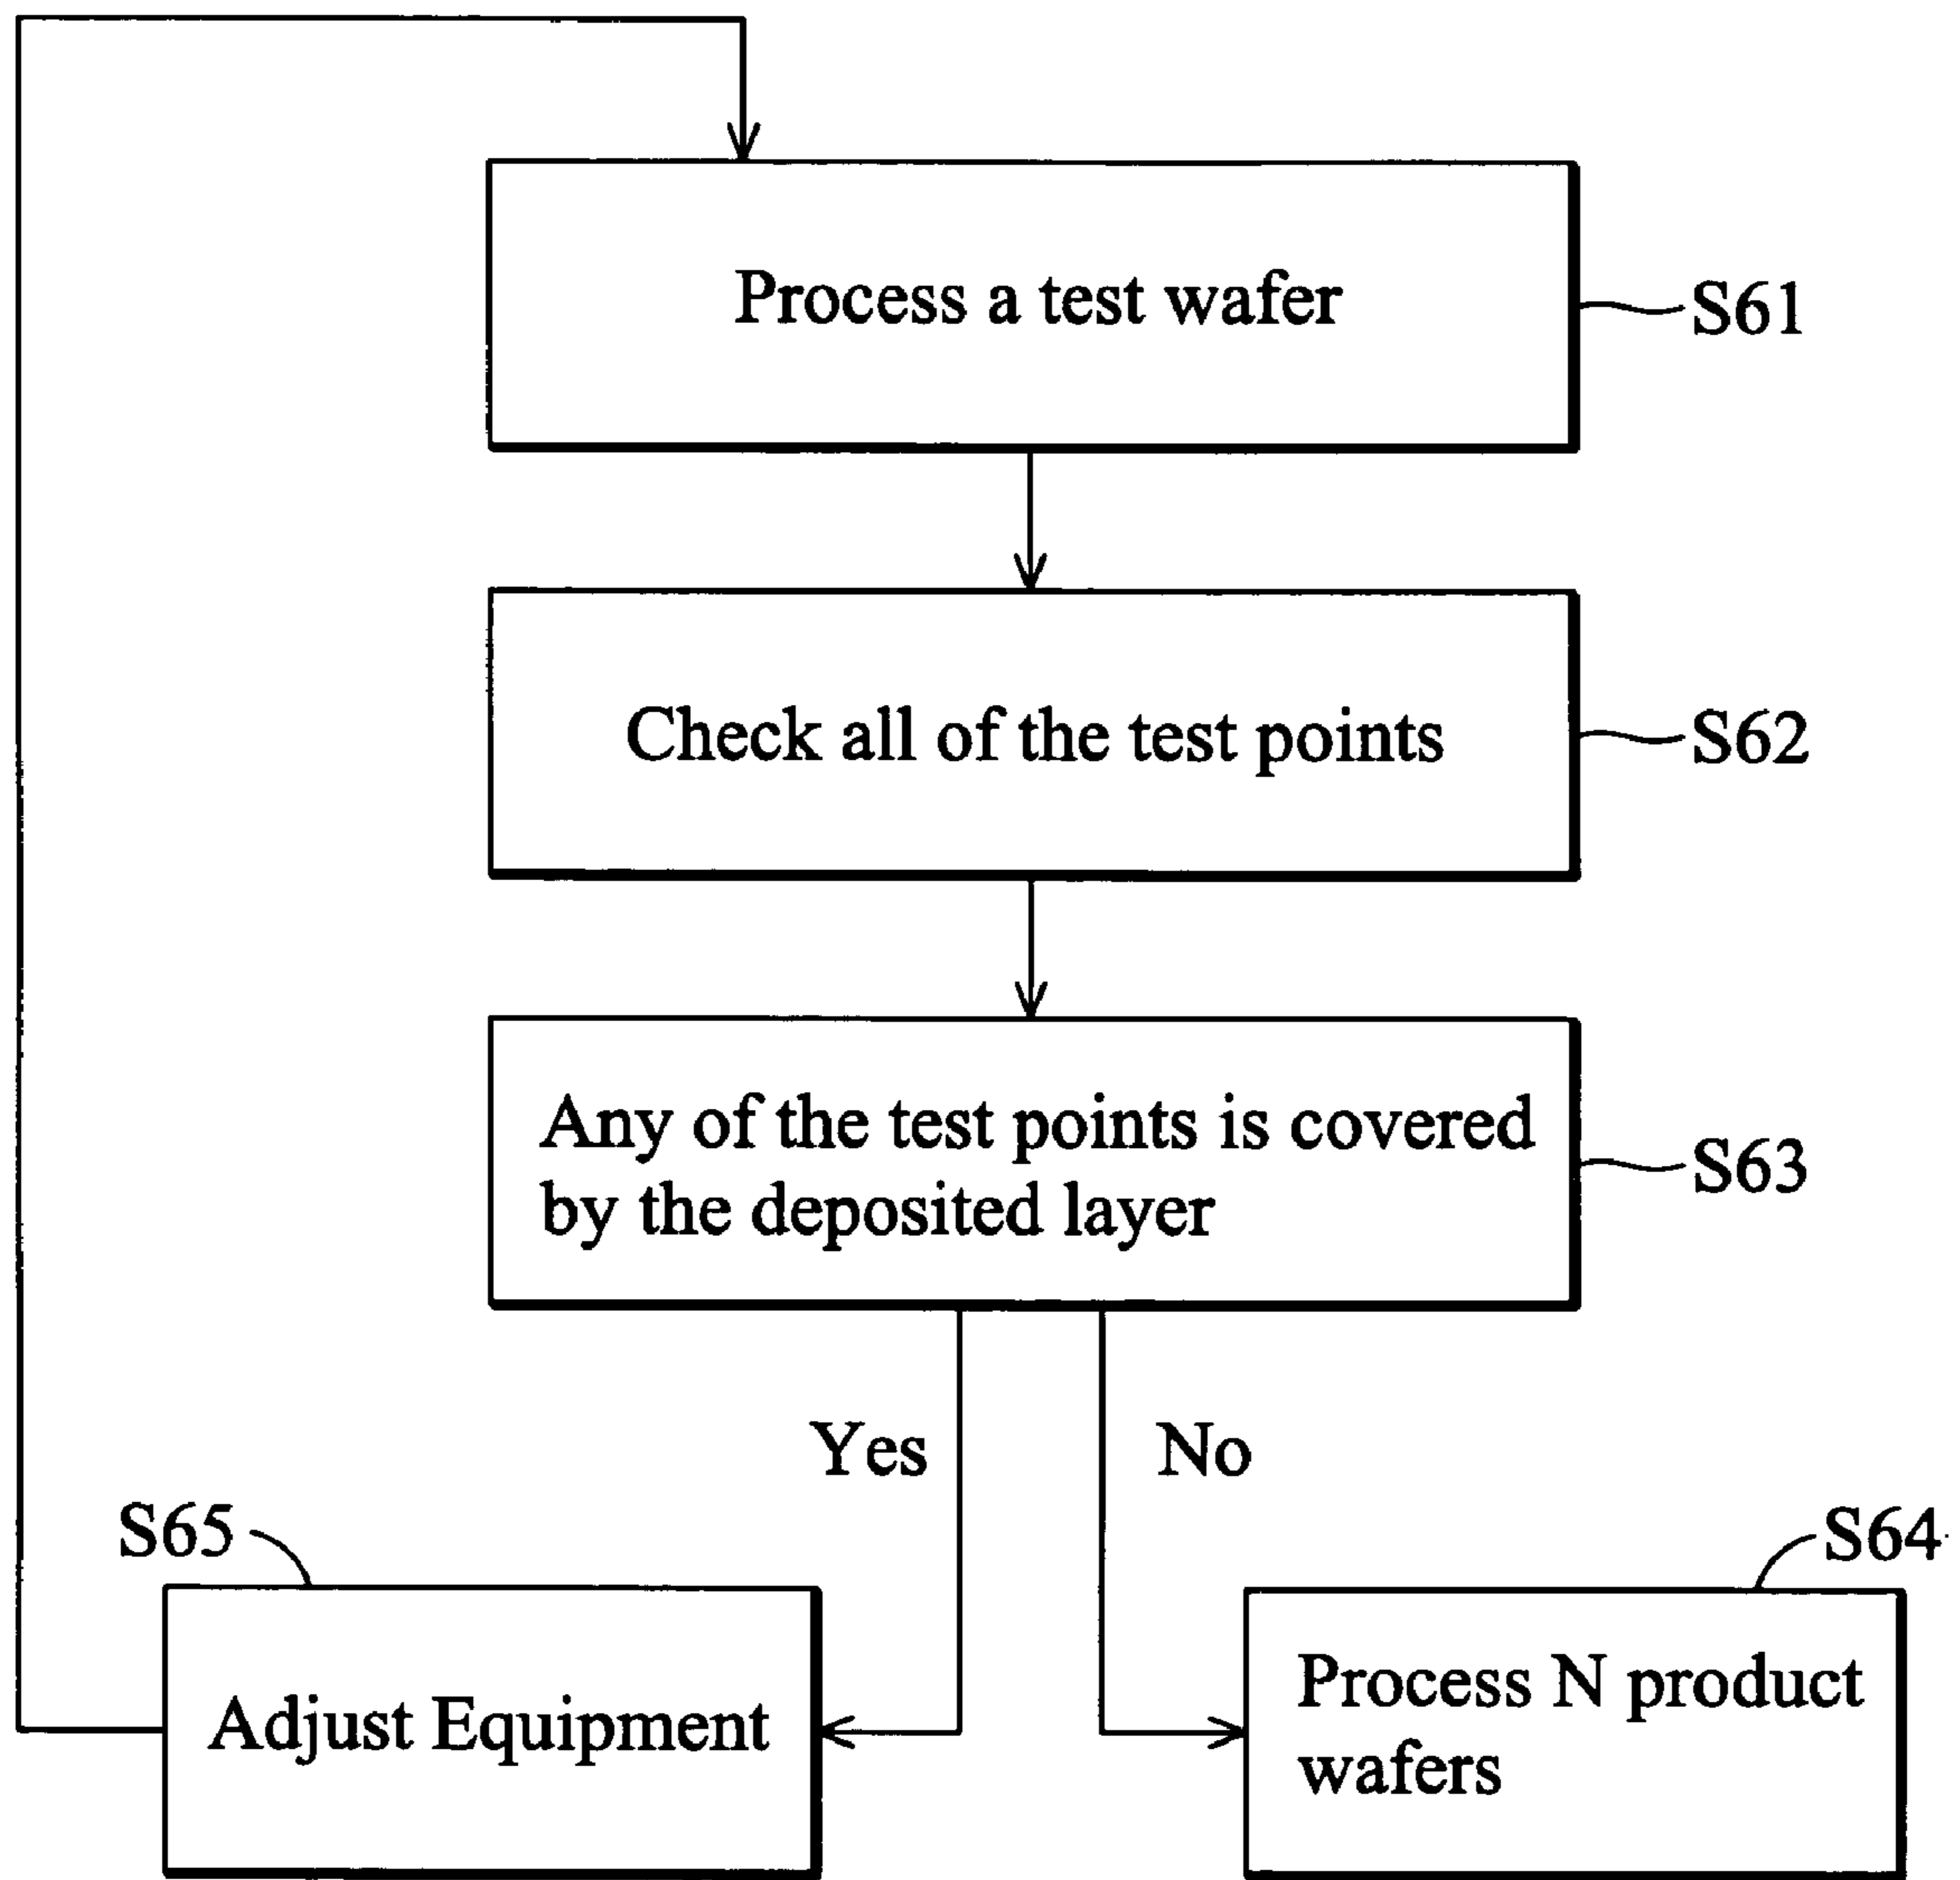 Process a test wafer
S61
Check all of the test points
S62
Any of the test points is covered
by the deposited layer
S63
Yes
No
S65
S64
Adjust Equipment
Process N product
wafers